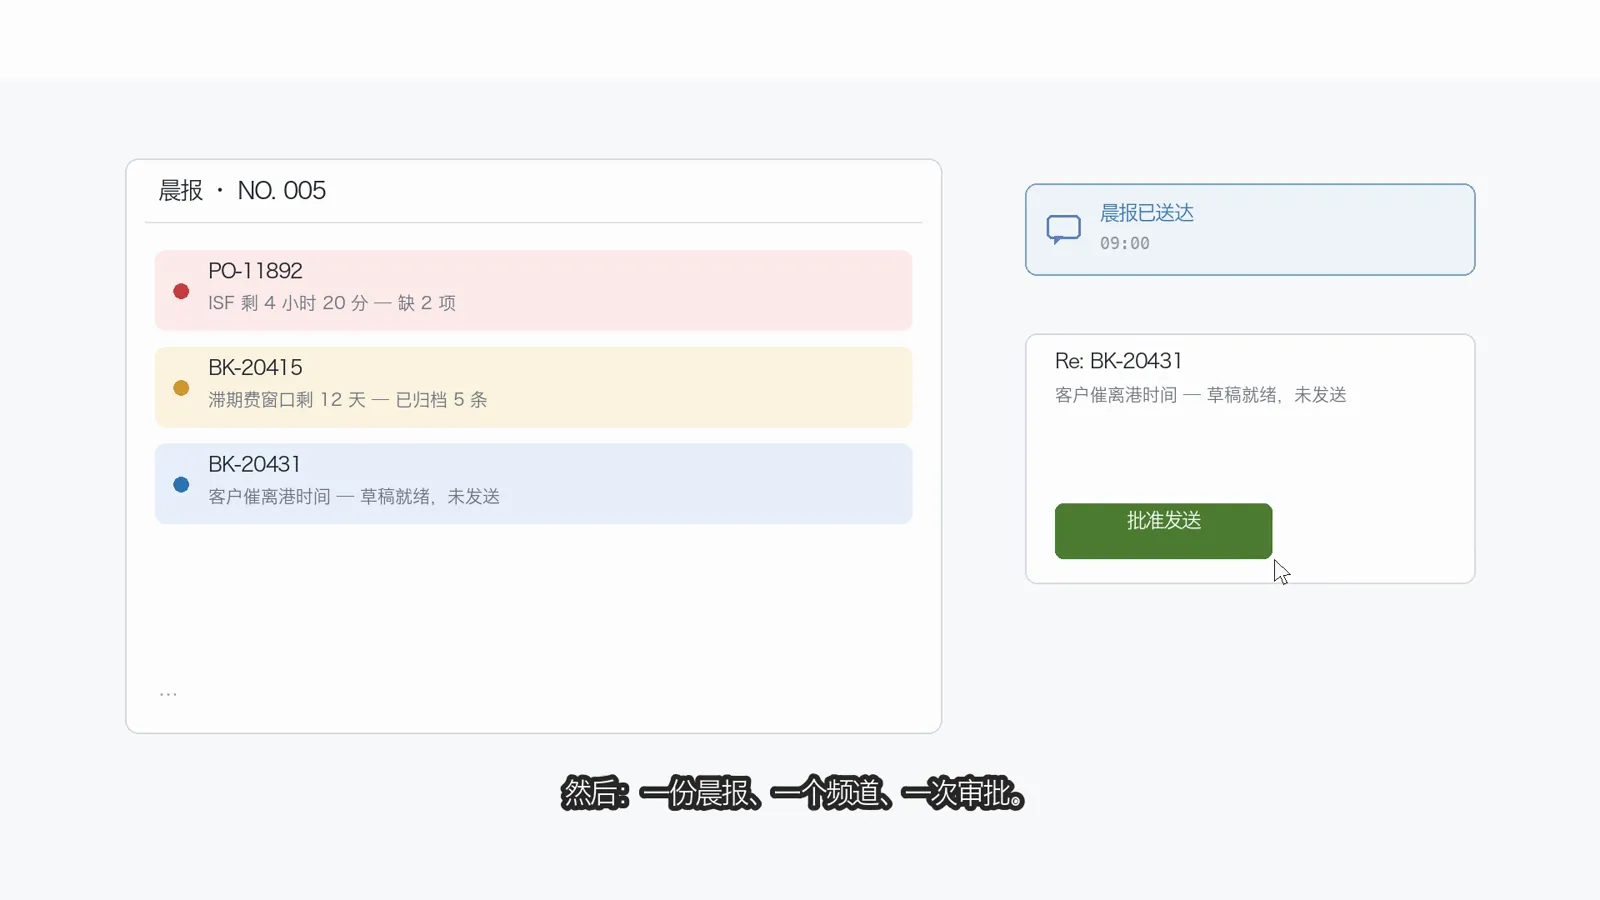 晨报 · NO. 005
PO-11892
ISF 剩 4 小时 20 分 — 缺 2 项
BK-20415
滞期费窗口剩 12 天 — 已归档 5 条
BK-20431
客户催离港时间 — 草稿就绪，未发送
...
晨报已送达
09:00
Re: BK-20431
客户催离港时间 — 草稿就绪，未发送
批准发送
然后：一份晨报、一个频道、一次审批。